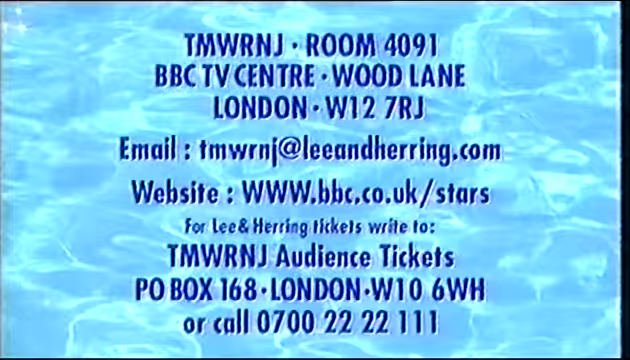 TMWRNJ · ROOM 4091
BBC TV CENTRE · WOOD LANE
LONDON · W12 7RJ
Email : tmwrnj@leeandherring.com
Website : WWW.bbc.co.uk/stars
For Lee&Herring tickets write to:
TMWRNJ Audience Tickets
PO BOX 168·LONDON·W10 6WH
or call 0700 22 22 111